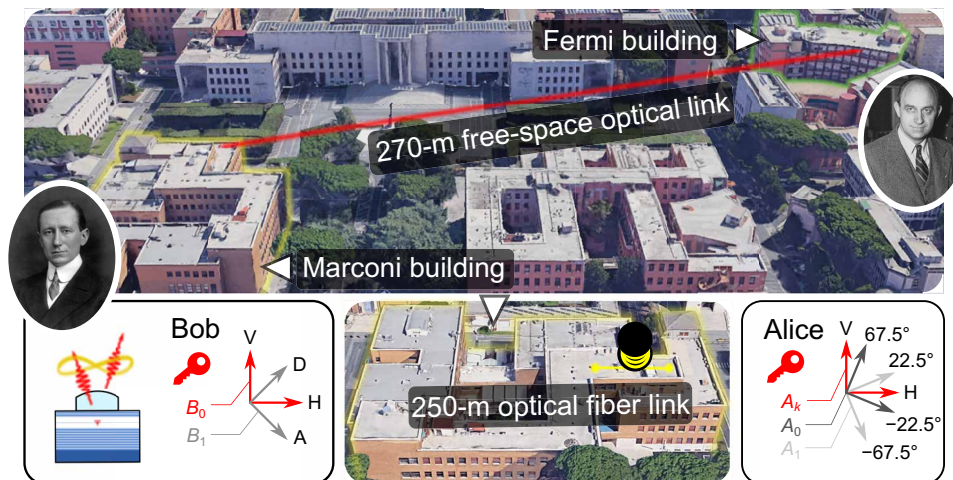 Fermi building
270-m free-space optical link
Marconi building
Bob
V
D
H
A
B0
B1
250-m optical fiber link
Alice
V
67.5°
22.5°
H
−22.5°
−67.5°
Ak
A0
A1